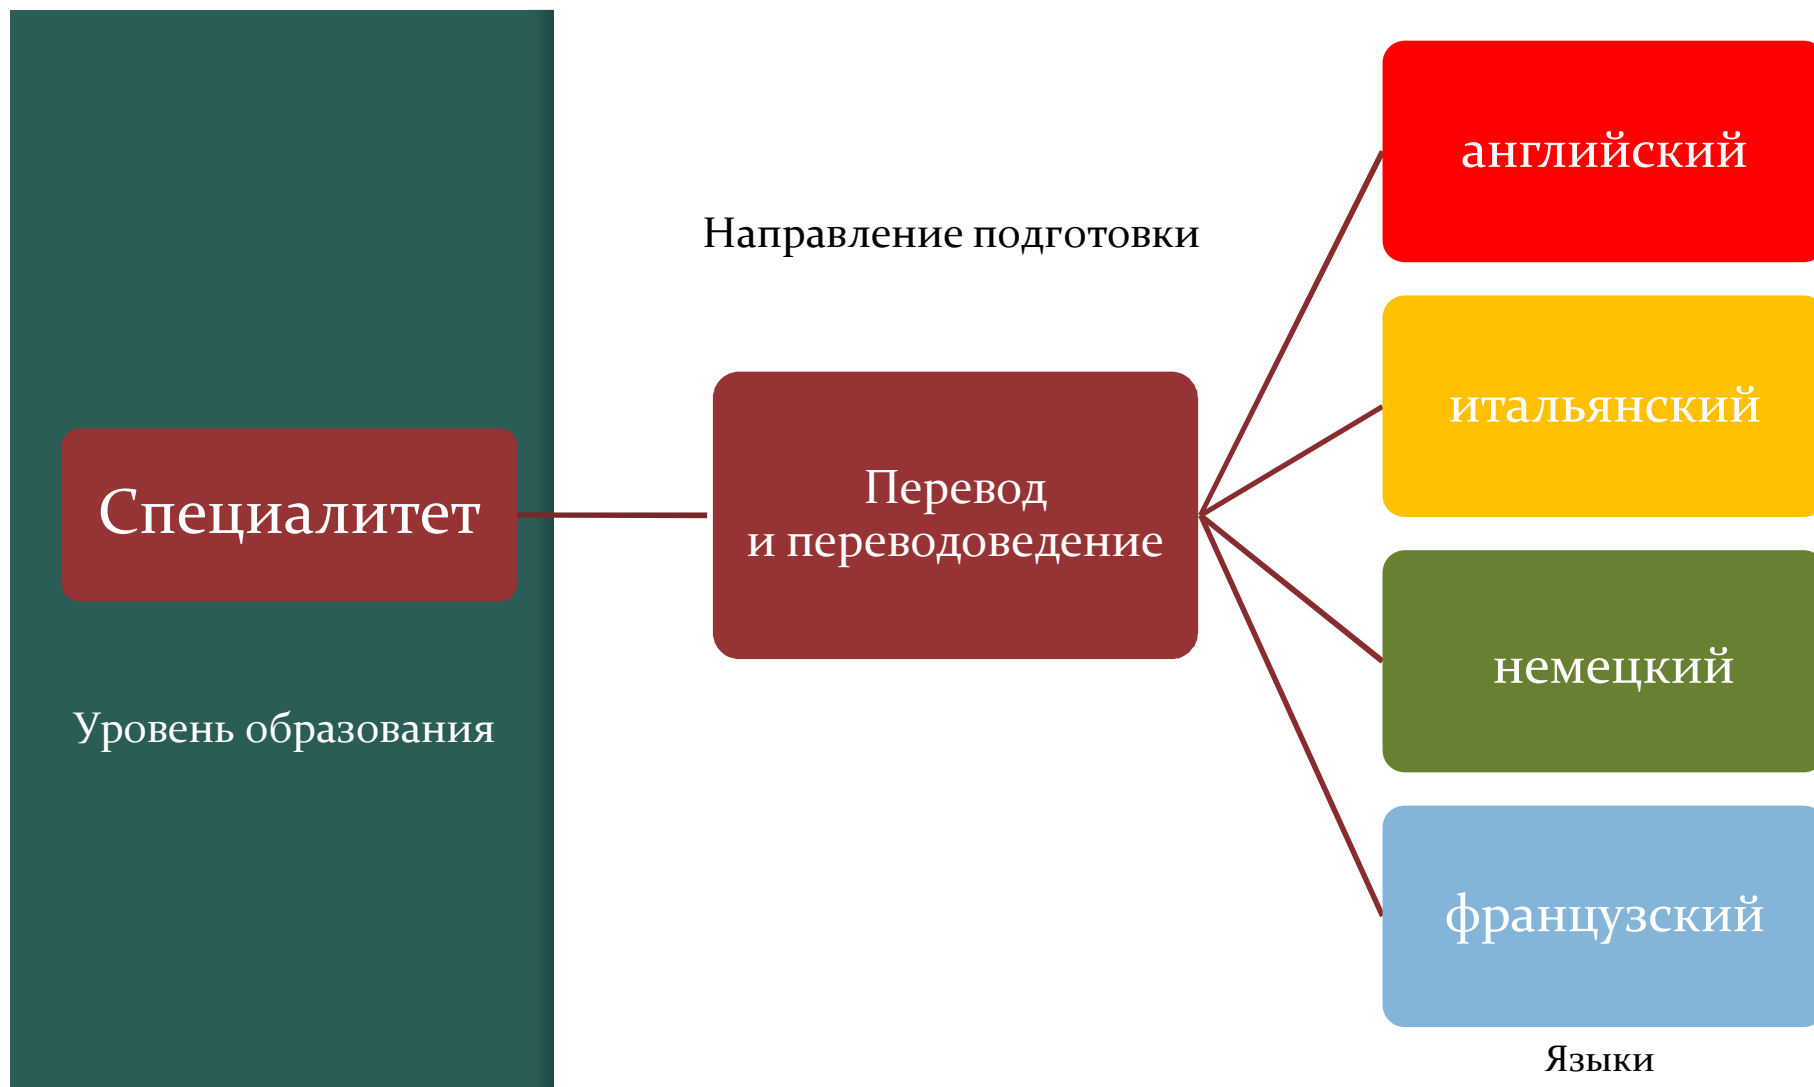 Специалитет
Уровень образования
Направление подготовки
Перевод
и переводоведение
английский
итальянский
немецкий
французский
Языки